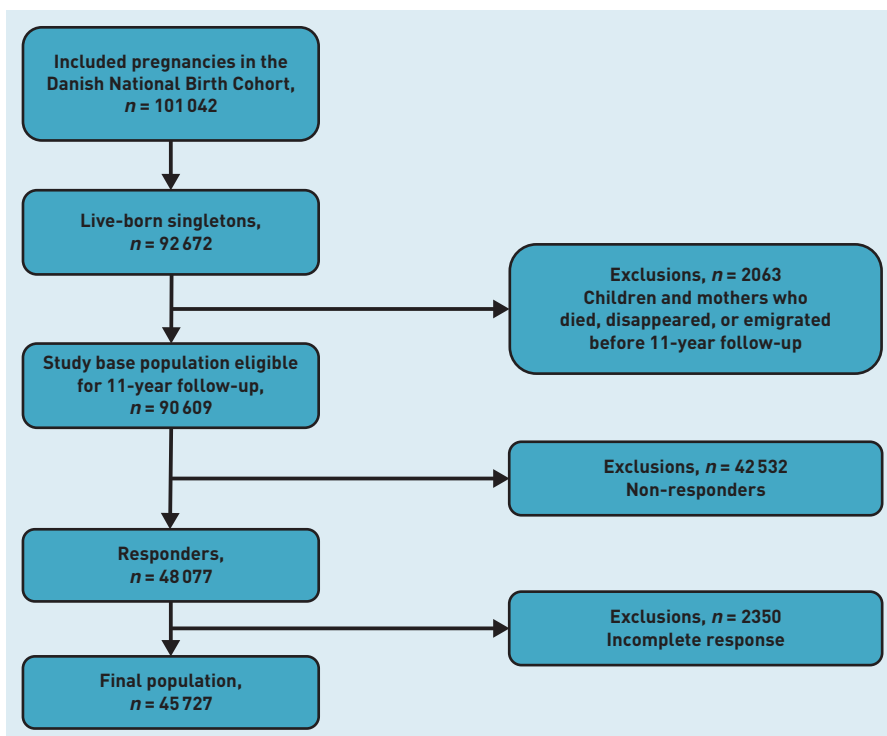 Included pregnancies in the
Danish National Birth Cohort,
n = 101 042
Live-born singletons,
n = 92 672
Exclusions, n = 2063
Children and mothers who
died, disappeared, or emigrated
before 11-year follow-up
Study base population eligible
for 11-year follow-up,
n = 90 609
Exclusions, n = 42 532
Non-responders
Responders,
n = 48 077
Exclusions, n = 2350
Incomplete response
Final population,
n = 45 727